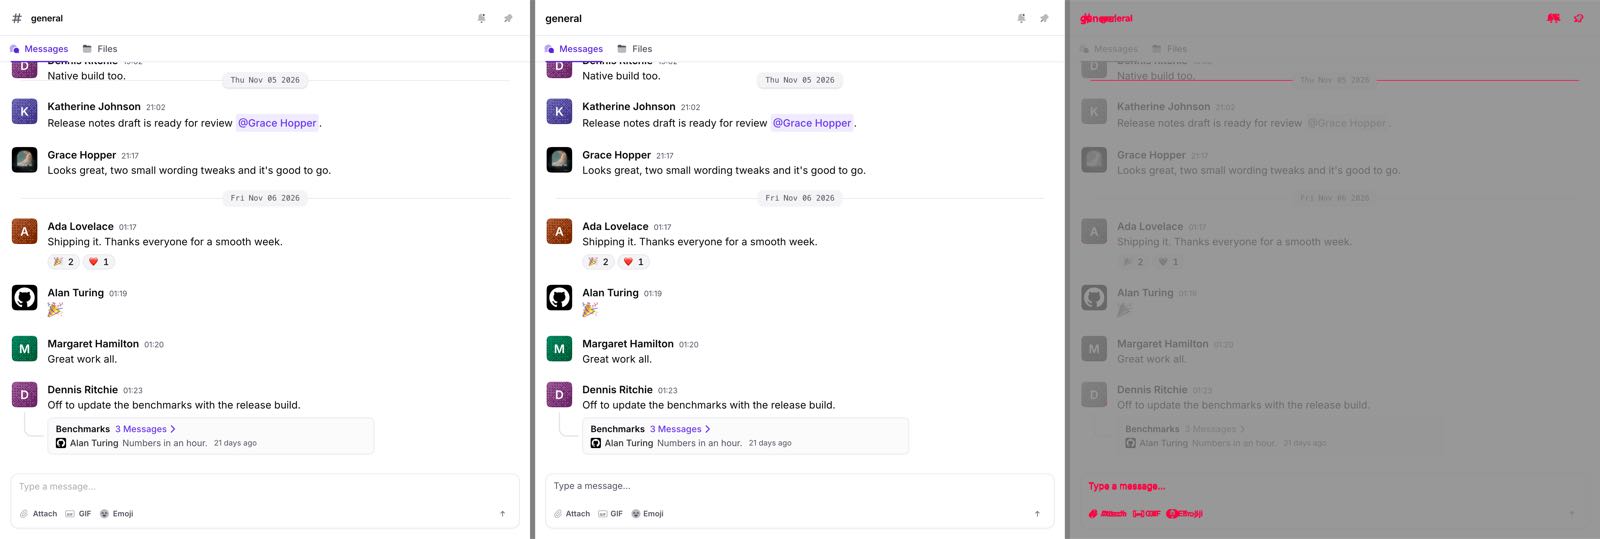 # general
Messages Files
Native build too.
Thu Nov 05 2026
K Katherine Johnson 21:02
Release notes draft is ready for review @Grace Hopper.
Grace Hopper 21:17
Looks great, two small wording tweaks and it's good to go.
Fri Nov 06 2026
A Ada Lovelace 01:17
Shipping it. Thanks everyone for a smooth week.
🎉 2 ❤️ 1
Alan Turing 01:19
🎉
M Margaret Hamilton 01:20
Great work all.
D Dennis Ritchie 01:23
Off to update the benchmarks with the release build.
Benchmarks 3 Messages >
Alan Turing Numbers in an hour. 21 days ago
Type a message...
Attach GIF Emoji
general
Messages Files
Native build too.
Thu Nov 05 2026
K Katherine Johnson 21:02
Release notes draft is ready for review @Grace Hopper.
Grace Hopper 21:17
Looks great, two small wording tweaks and it's good to go.
Fri Nov 06 2026
A Ada Lovelace 01:17
Shipping it. Thanks everyone for a smooth week.
🎉 2 ❤️ 1
Alan Turing 01:19
🎉
M Margaret Hamilton 01:20
Great work all.
D Dennis Ritchie 01:23
Off to update the benchmarks with the release build.
Benchmarks 3 Messages >
Alan Turing Numbers in an hour. 21 days ago
Type a message...
Attach GIF Emoji
Messages Files
Native build too.
Thu Nov 05 2026
K Katherine Johnson 21:02
Release notes draft is ready for review @Grace Hopper.
Grace Hopper 21:17
Looks great, two small wording tweaks and it's good to go.
Fri Nov 06 2026
A Ada Lovelace 01:17
Shipping it. Thanks everyone for a smooth week.
2 1
Alan Turing 01:19
M Margaret Hamilton 01:20
Great work all.
D Dennis Ritchie 01:23
Off to update the benchmarks with the release build.
Benchmarks 3 Messages >
Alan Turing Numbers in an hour. 21 days ago
Type a message...